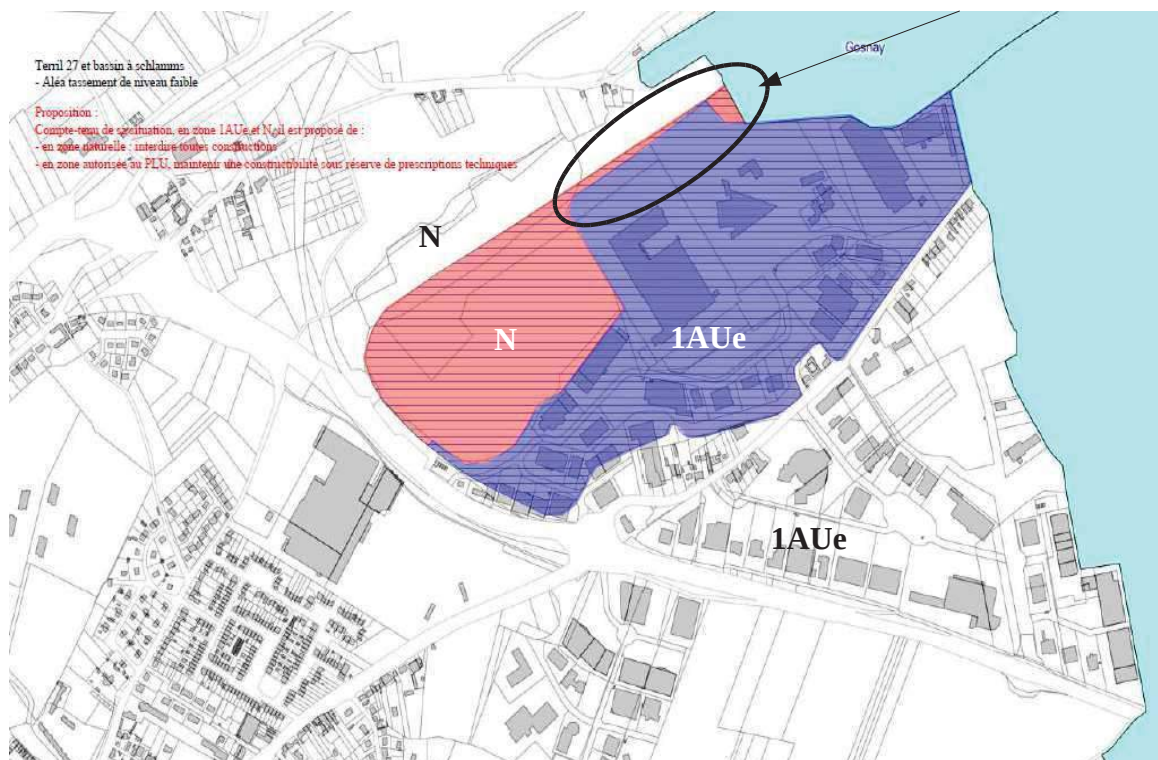 Gosnay
Terril 27 et bassin à schlamms
- Aléa tassement de niveau faible
Proposition :
Compte-tenu de sa situation, en zone 1AUe et N, il est proposé de :
- en zone naturelle : interdire toutes constructions
- en zone autorisée au PLU, maintenir une constructibilité sous réserve de prescriptions techniques
N
N
1AUe
1AUe